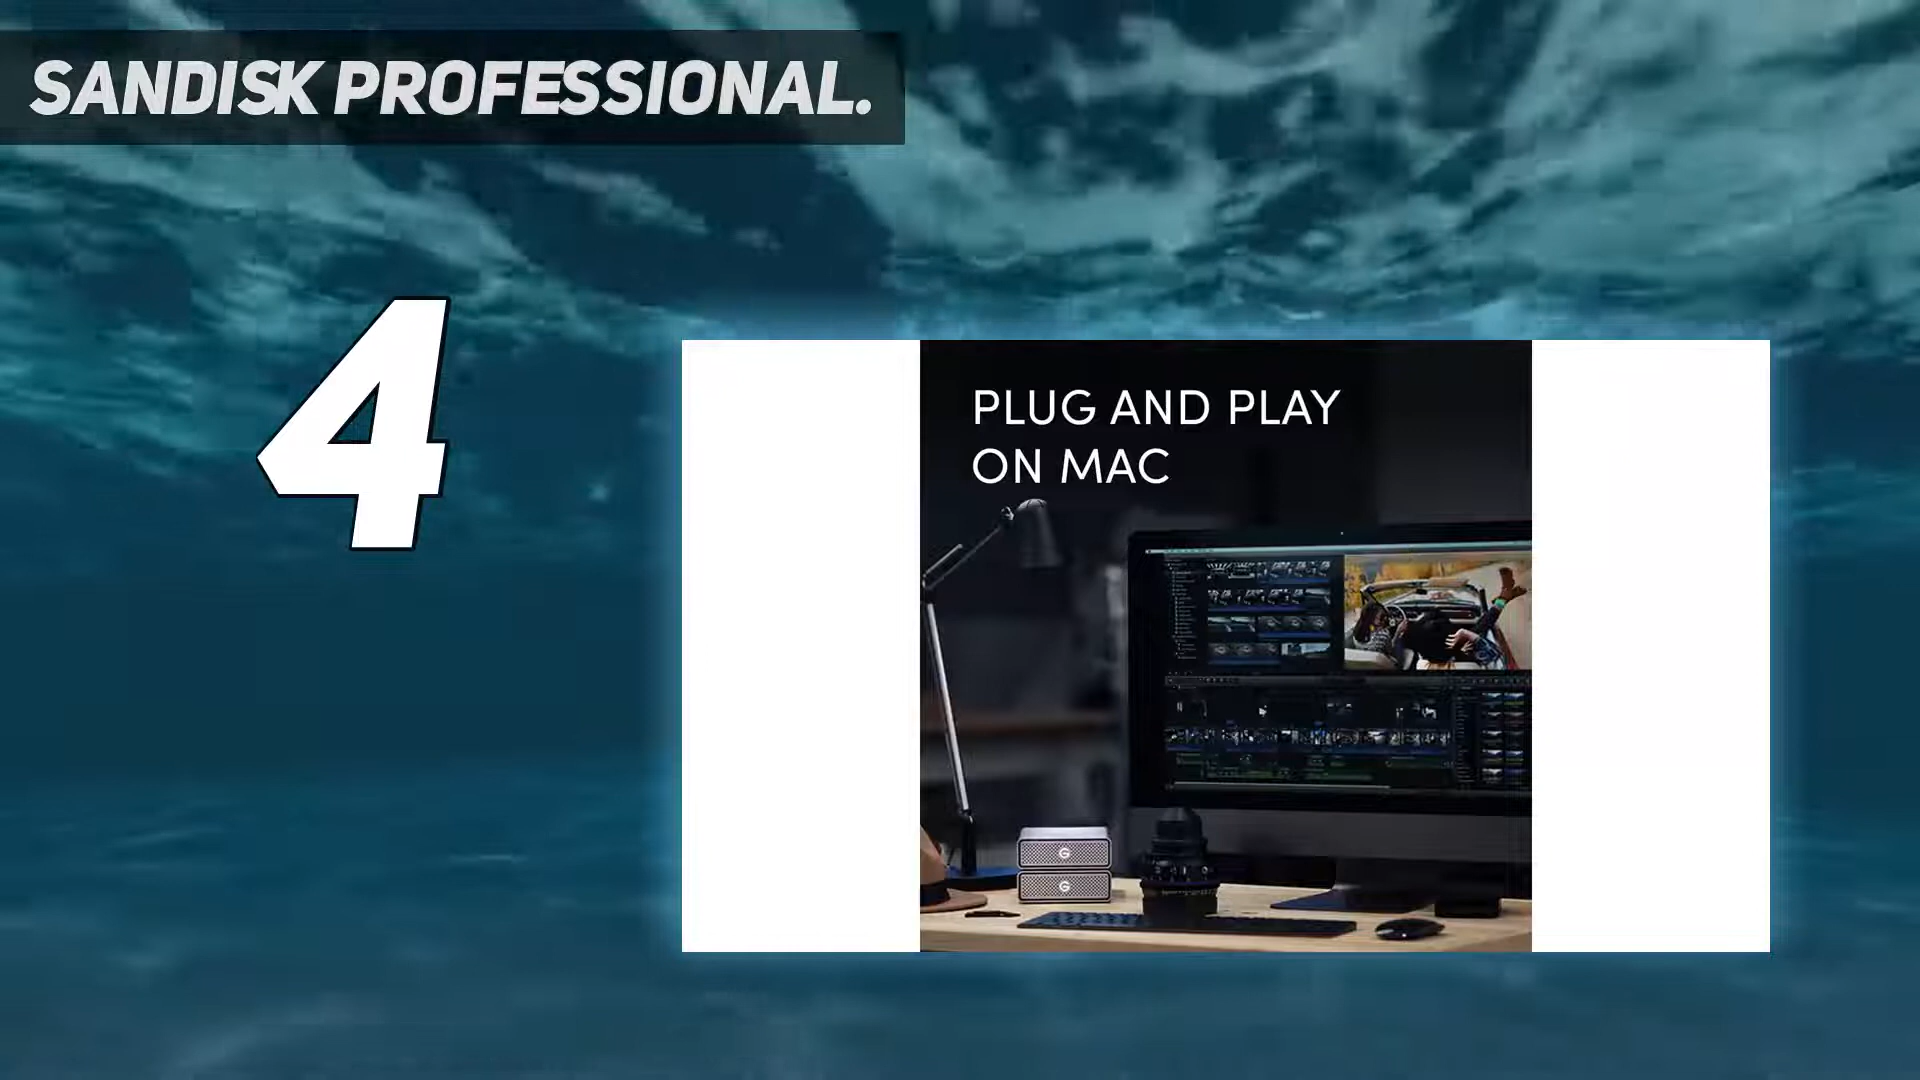 SANDISK PROFESSIONAL.
4
PLUG AND PLAY
ON MAC
G
G